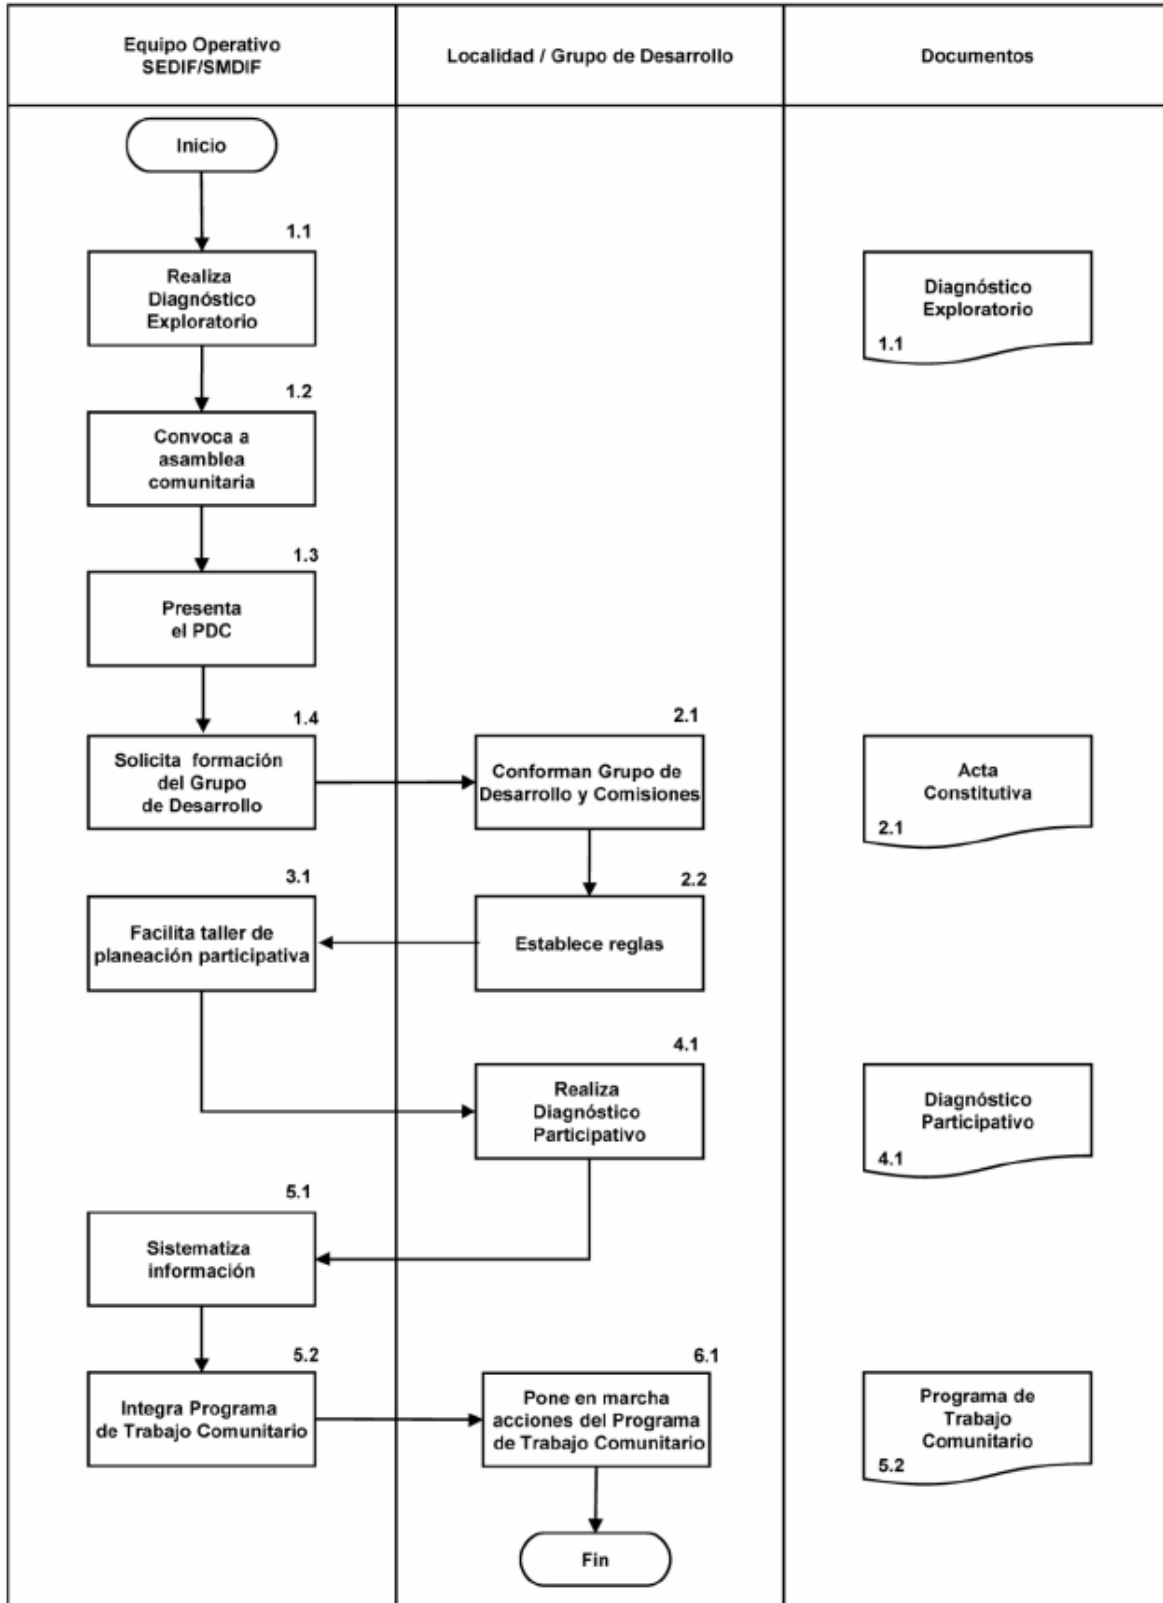 Equipo Operativo
SEDIF/SMDIF
Localidad / Grupo de Desarrollo
Documentos
Inicio
1.1
Realiza
Diagnóstico
Exploratorio
Diagnóstico
Exploratorio
1.1
1.2
Convoca a
asamblea
comunitaria
1.3
Presenta
el PDC
1.4
Solicita formación
del Grupo
de Desarrollo
2.1
Conforman Grupo de
Desarrollo y Comisiones
Acta
Constitutiva
2.1
2.2
Establece reglas
3.1
Facilita taller de
planeación participativa
4.1
Realiza
Diagnóstico
Participativo
Diagnóstico
Participativo
4.1
5.1
Sistematiza
información
5.2
Integra Programa
de Trabajo Comunitario
6.1
Pone en marcha
acciones del Programa
de Trabajo Comunitario
Programa de
Trabajo
Comunitario
5.2
Fin